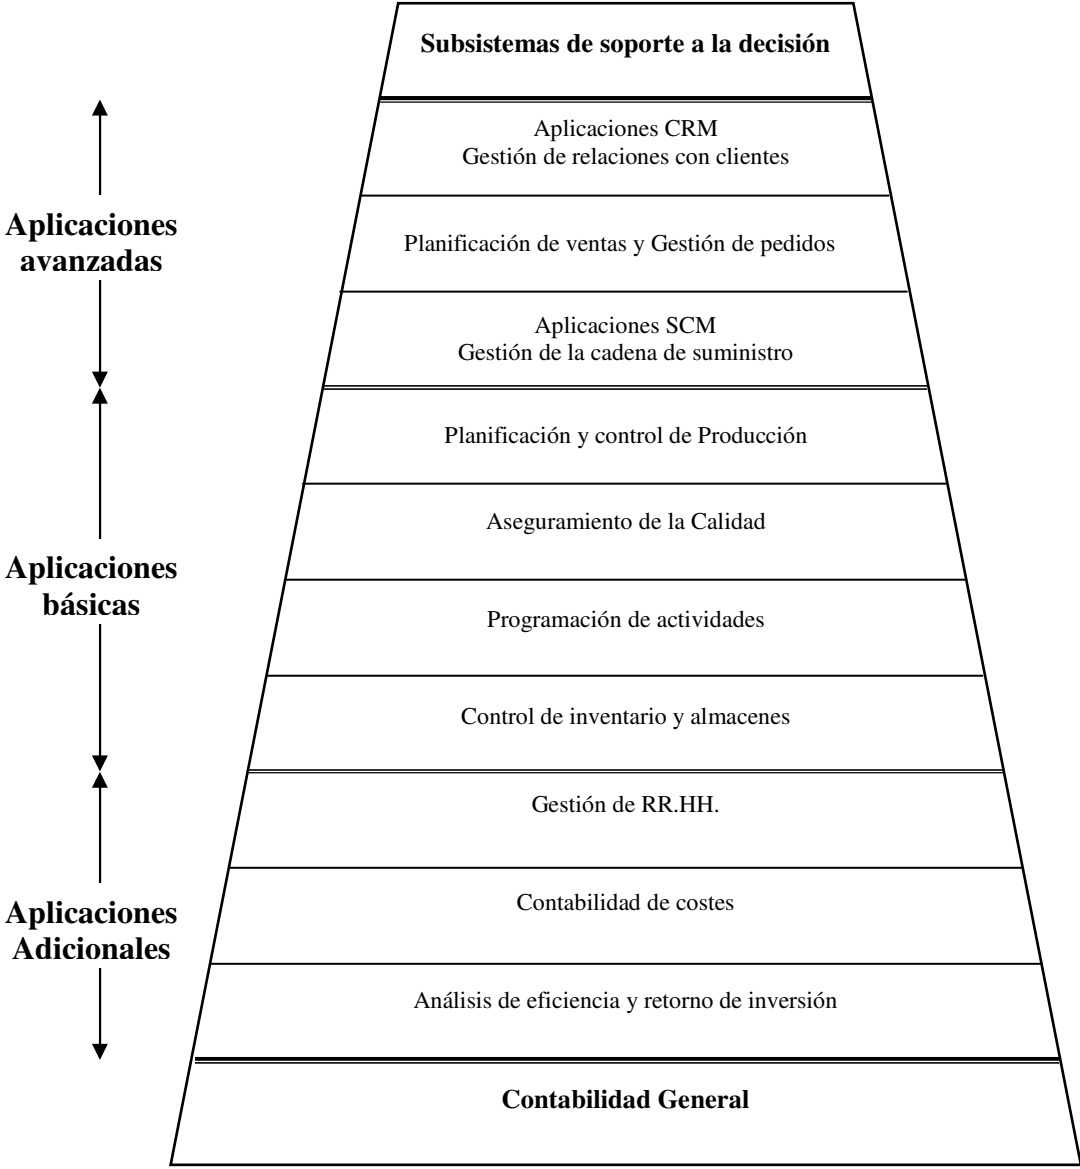 Subsistemas de soporte a la decisión
Aplicaciones CRM
Gestión de relaciones con clientes
Aplicaciones
avanzadas
Planificación de ventas y Gestión de pedidos
Aplicaciones SCM
Gestión de la cadena de suministro
Planificación y control de Producción
Aseguramiento de la Calidad
Aplicaciones
básicas
Programación de actividades
Control de inventario y almacenes
Gestión de RR.HH.
Contabilidad de costes
Aplicaciones
Adicionales
Análisis de eficiencia y retorno de inversión
Contabilidad General